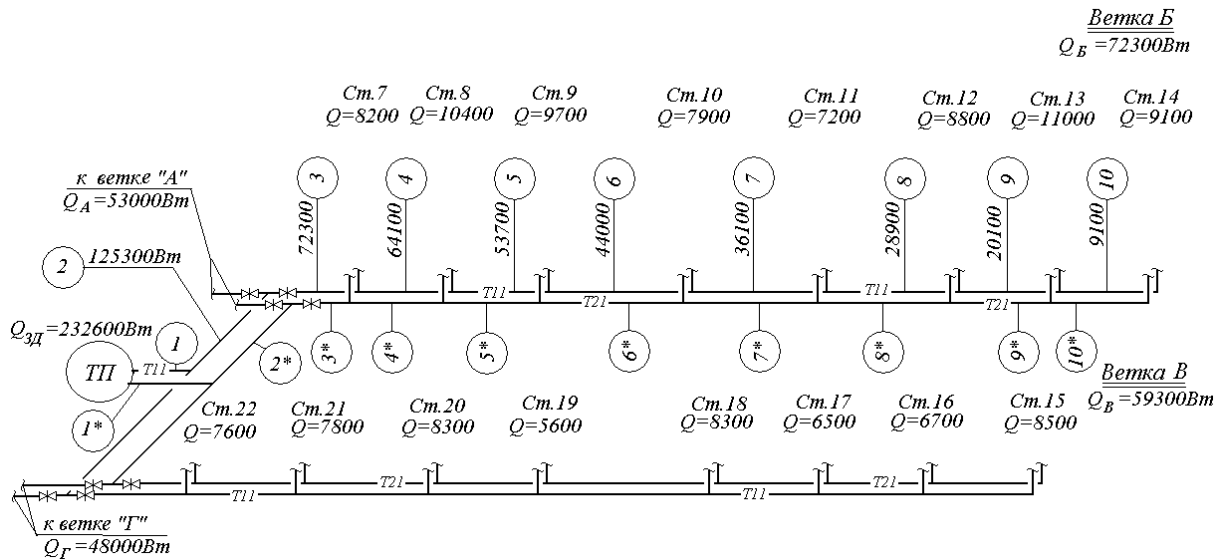 Ветка Б
Q Б =72300Вт
Ст.7
Q=8200
Ст.8
Q=10400
Ст.9
Q=9700
Ст.10
Q=7900
Ст.11
Q=7200
Ст.12
Q=8800
Ст.13
Q=11000
Ст.14
Q=9100
3
4
5
6
7
8
9
10
72300
64100
53700
44000
36100
28900
20100
9100
к ветке "А"
Q А =53000Вт
2
125300Вт
Т11
Т21
Т11
Т21
QЗД=232600Вт
1
ТП
Т11
1*
2*
3*
4*
5*
6*
7*
8*
9*
10*
Ветка В
Q В =59300Вт
Ст.22
Q=7600
Ст.21
Q=7800
Ст.20
Q=8300
Ст.19
Q=5600
Ст.18
Q=8300
Ст.17
Q=6500
Ст.16
Q=6700
Ст.15
Q=8500
Т11
Т21
Т11
Т21
к ветке "Г"
Q Г =48000Вт